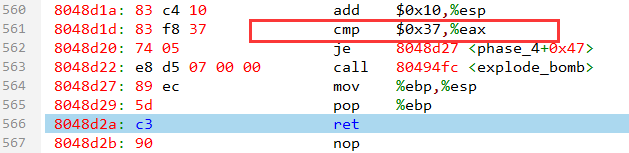 560 8048d1a: 83 c4 10 add $0x10,%esp
561 8048d1d: 83 f8 37 cmp $0x37,%eax
562 8048d20: 74 05 je 8048d27 <phase_4+0x47>
563 8048d22: e8 d5 07 00 00 call 80494fc <explode_bomb>
564 8048d27: 89 ec mov %ebp,%esp
565 8048d29: 5d pop %ebp
566 8048d2a: c3 ret
567 8048d2b: 90 nop